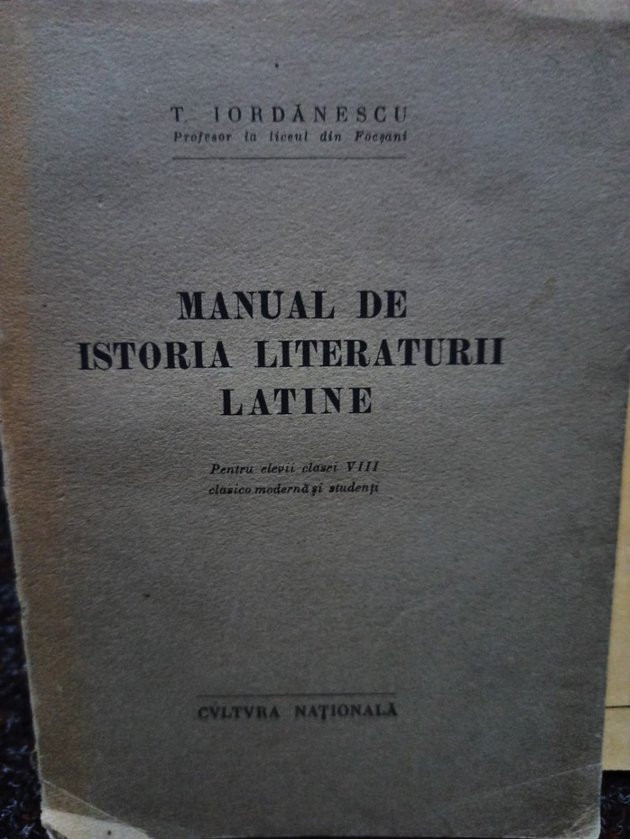 T. IORDĂNESCU
Profesor la liceul din Focșani
MANUAL DE
ISTORIA LITERATURII
LATINE
Pentru elevii clasei VIII
clasico.modernă și studenți
CVLTVRA NAȚIONALĂ